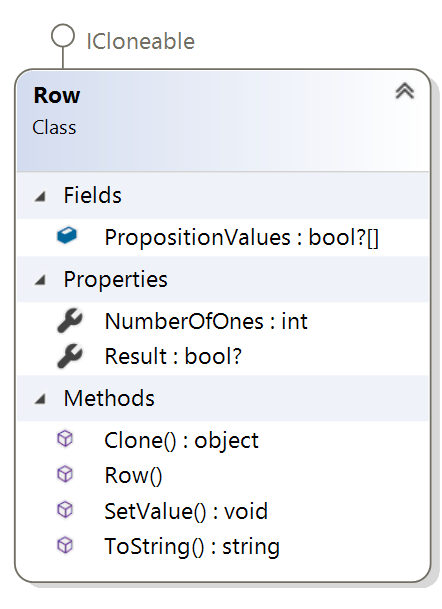 ICloneable
Row
Class
Fields
PropositionValues : bool?[]
Properties
NumberOfOnes : int
Result : bool?
Methods
Clone() : object
Row()
SetValue() : void
ToString() : string